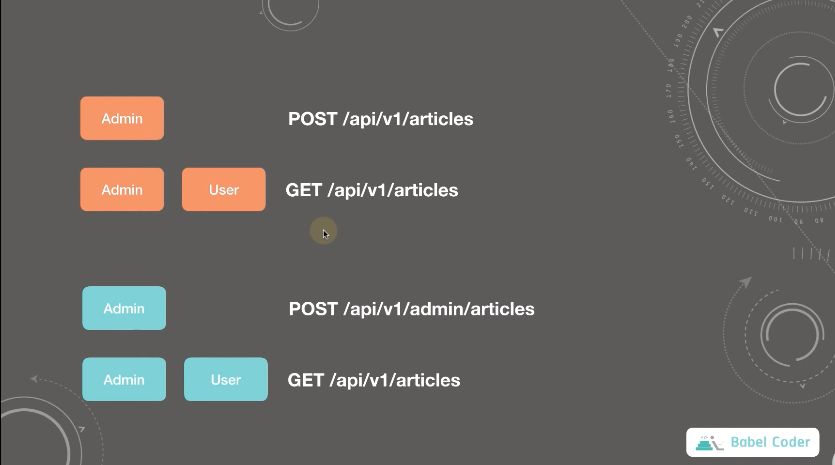 Admin POST /api/v1/articles
Admin User GET /api/v1/articles
Admin POST /api/v1/admin/articles
Admin User GET /api/v1/articles
Babel Coder